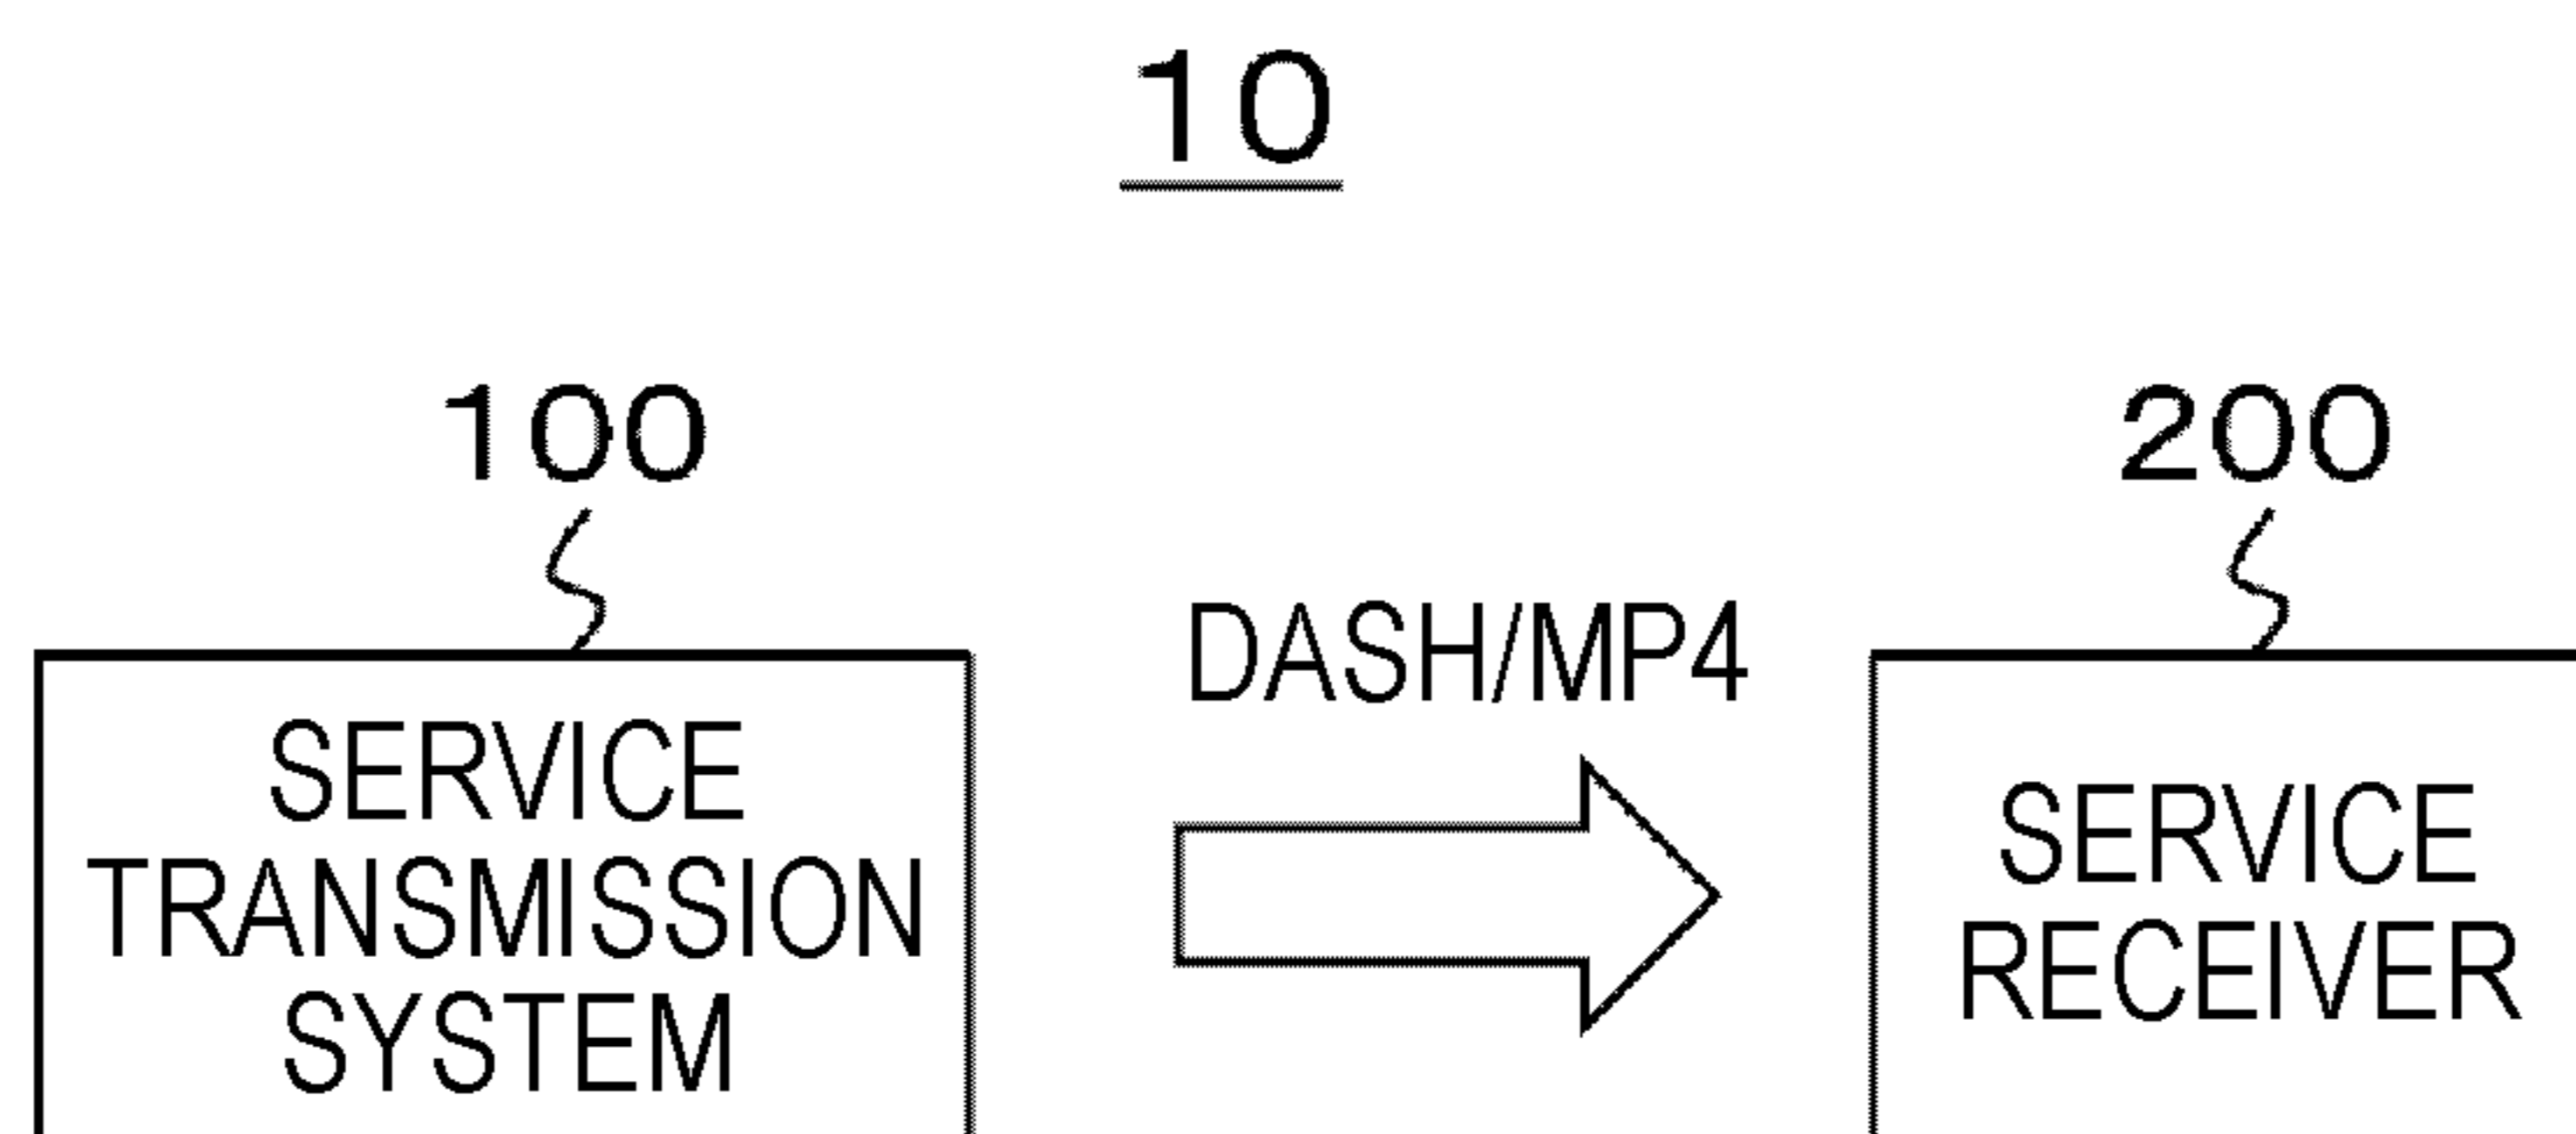 10
100
200
DASH/MP4
SERVICE
TRANSMISSION
SYSTEM
SERVICE
RECEIVER